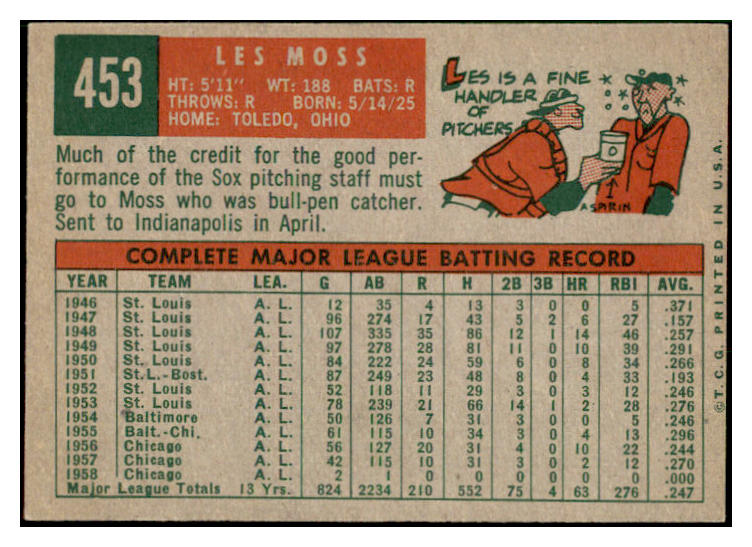 453
LES MOSS
HT: 5'11" WT: 188 BATS: R
THROWS: R BORN: 5/14/25
HOME: TOLEDO, OHIO
LES IS A FINE
HANDLER
OF
PITCHERS
ASPIRIN
Much of the credit for the good per-
formance of the Sox pitching staff must
go to Moss who was bull-pen catcher.
Sent to Indianapolis in April.
COMPLETE MAJOR LEAGUE BATTING RECORD
YEAR TEAM LEA. G AB R H 2B 3B HR RBI AVG.
1946 St. Louis A. L. 12 35 4 13 3 0 0 5 .371
1947 St. Louis A. L. 96 274 17 43 5 2 6 27 .157
1948 St. Louis A. L. 107 335 35 86 12 1 14 46 .257
1949 St. Louis A. L. 97 278 28 81 11 0 10 39 .291
1950 St. Louis A. L. 84 222 24 59 6 0 8 34 .266
1951 St.L.-Bost. A. L. 87 249 23 48 8 0 4 33 .193
1952 St. Louis A. L. 52 118 11 29 3 0 3 12 .246
1953 St. Louis A. L. 78 239 21 66 14 1 2 28 .276
1954 Baltimore A. L. 50 126 7 31 3 0 0 5 .246
1955 Balt.-Chi. A. L. 61 115 10 34 3 0 4 13 .296
1956 Chicago A. L. 56 127 20 31 4 0 10 22 .244
1957 Chicago A. L. 42 115 10 31 3 0 2 12 .270
1958 Chicago A. L. 2 1 0 0 0 0 0 0 .000
Major League Totals 13 Yrs. 824 2234 210 552 75 4 63 276 .247
© T. C. G. PRINTED IN U. S. A.